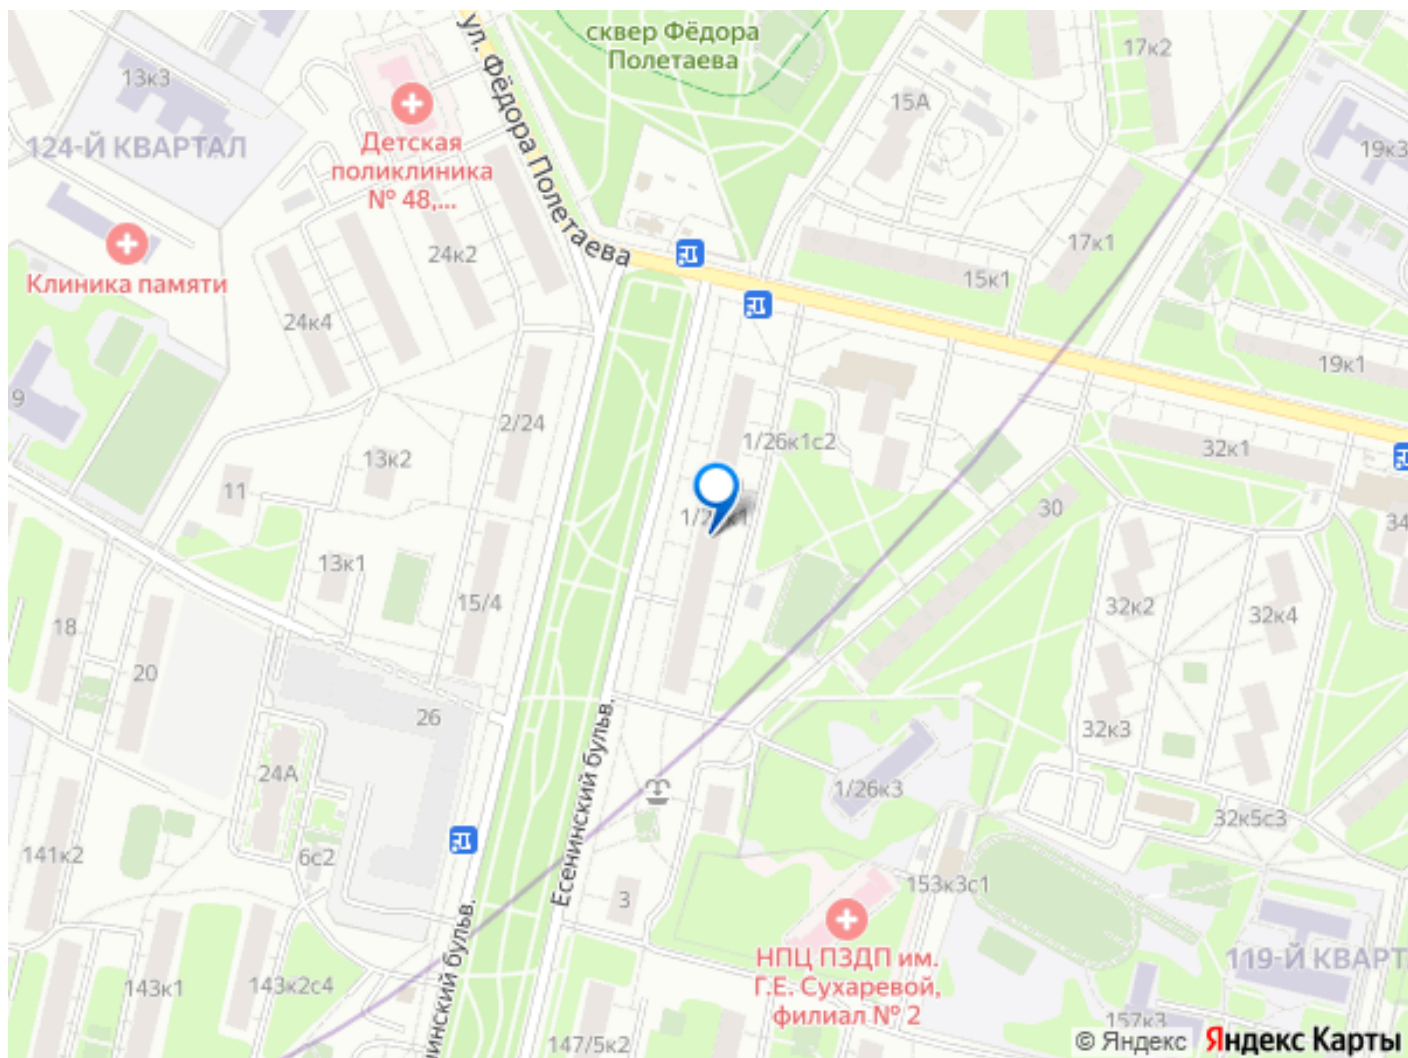 сквер Фёдора
Полетаева
17к2
13к3
ул. Фёдора Полетаева
15А
124-Й КВАРТАЛ
Детская
поликлиника
№ 48,...
19к3
24к2
17к1
Клиника памяти
15к1
24к4
19к1
9
2/24
1/26к1с2
32к1
13к2
11
30
34
13к1
15/4
32к2
32к4
18
20
26
32к3
Есенинский бульв.
24А
1/26к3
32к5с3
141к2
6с2
153к3с1
3
НПЦ ПЗДП им.
Г.Е. Сухаревой,
филиал № 2
119-Й КВАРТ
143к1
143к2с4
инский бульв.
157к3
147/5к2
© Яндекс Яндекс Карты